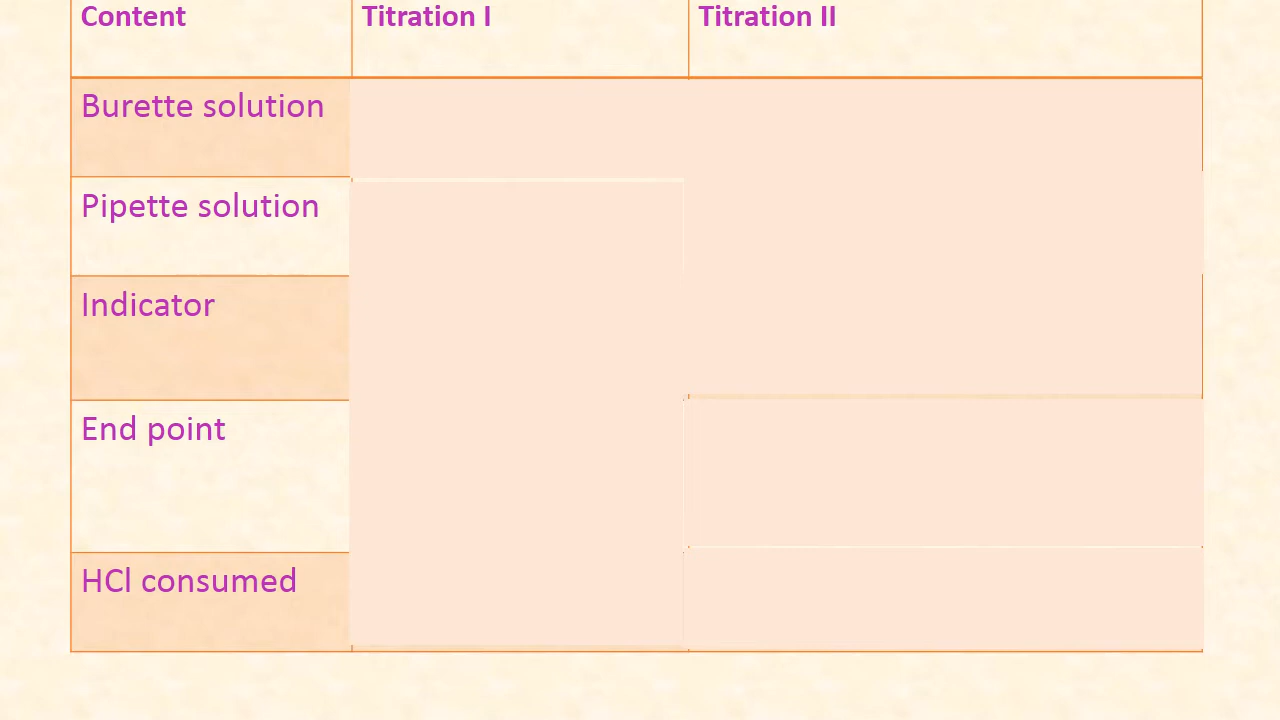 Content Titration I Titration II
Burette solution
Pipette solution
Indicator
End point
HCl consumed